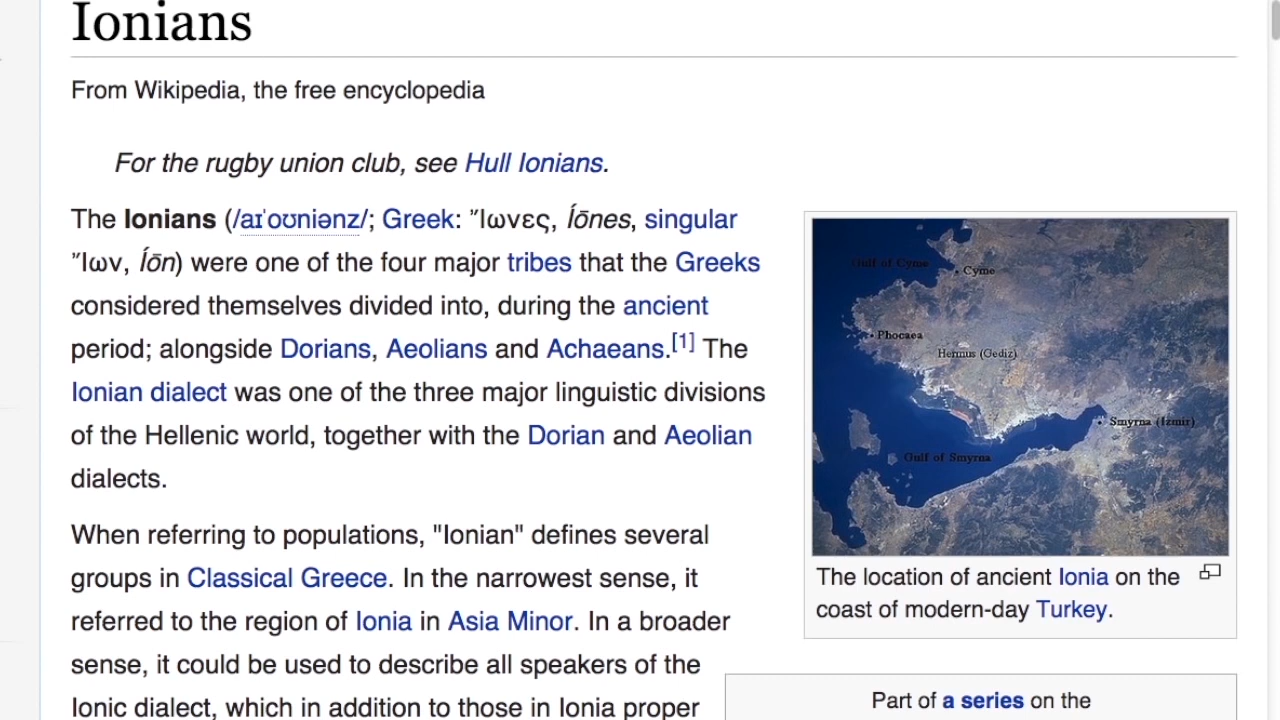 Ionians
From Wikipedia, the free encyclopedia
For the rugby union club, see Hull Ionians.
The Ionians (/aɪˈoʊniənz/; Greek: Ἴωνες, Íōnes, singular
Ἴων, Íōn) were one of the four major tribes that the Greeks
considered themselves divided into, during the ancient
period; alongside Dorians, Aeolians and Achaeans.[1] The
Ionian dialect was one of the three major linguistic divisions
of the Hellenic world, together with the Dorian and Aeolian
dialects.
When referring to populations, "Ionian" defines several
groups in Classical Greece. In the narrowest sense, it
referred to the region of Ionia in Asia Minor. In a broader
sense, it could be used to describe all speakers of the
Ionic dialect, which in addition to those in Ionia proper
Gulf of Cyme
Cyme
Phocaea
Hermus (Gediz)
Smyrna (Izmir)
Gulf of Smyrna
The location of ancient Ionia on the
coast of modern-day Turkey.
Part of a series on the